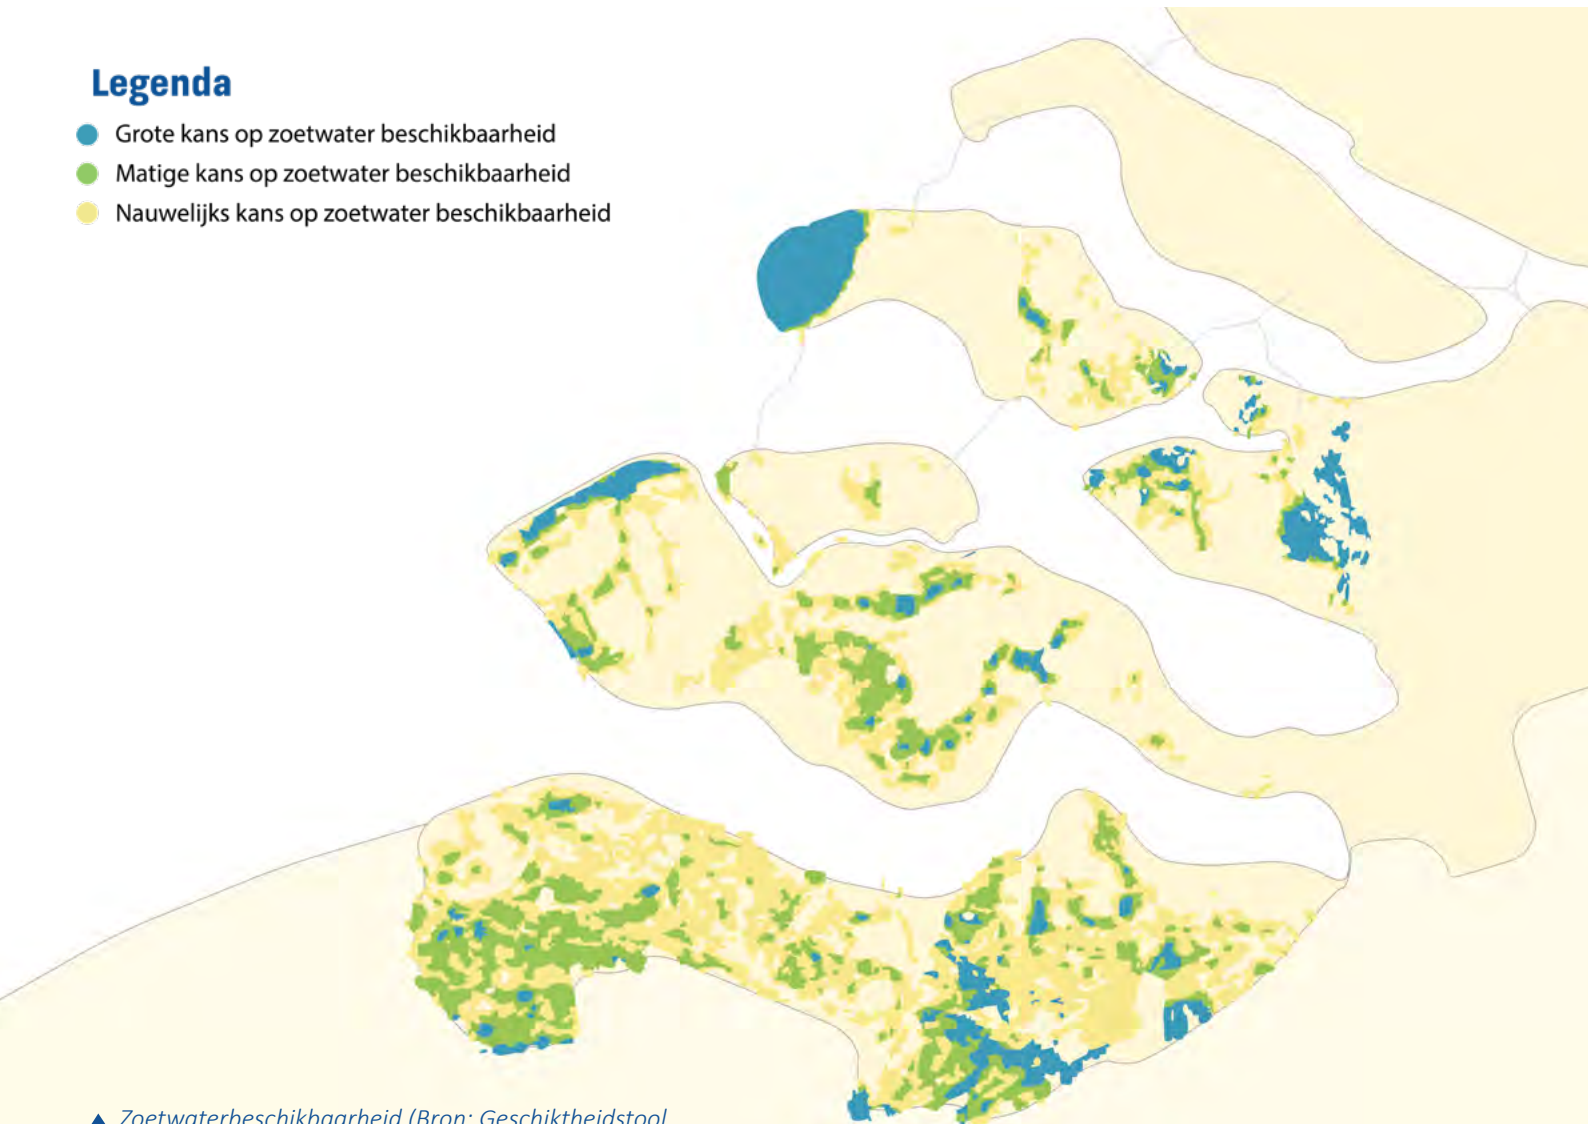 Legenda
Grote kans op zoetwater beschikbaarheid
Matige kans op zoetwater beschikbaarheid
Nauwelijks kans op zoetwater beschikbaarheid
▲ Zoetwaterbeschikbaarheid (Bron: Geschiktheidstool